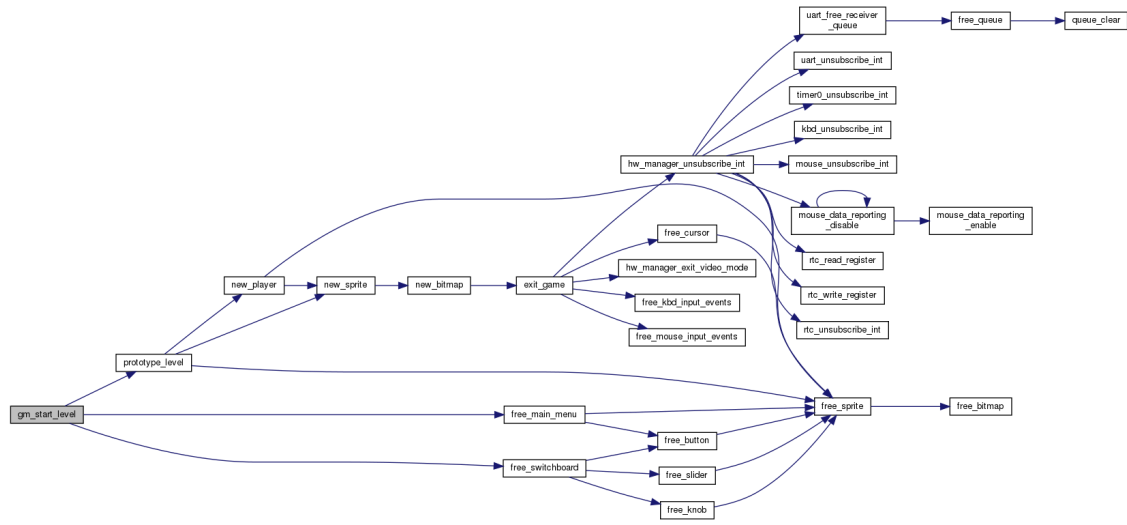 uart_free_receiver
_queue
free_queue
queue_clear
uart_unsubscribe_int
timer0_unsubscribe_int
kbd_unsubscribe_int
hw_manager_unsubscribe_int
mouse_unsubscribe_int
mouse_data_reporting
_disable
mouse_data_reporting
_enable
free_cursor
rtc_read_register
hw_manager_exit_video_mode
new_player
new_sprite
new_bitmap
exit_game
rtc_write_register
free_kbd_input_events
rtc_unsubscribe_int
free_mouse_input_events
prototype_level
gm_start_level
free_main_menu
free_sprite
free_bitmap
free_button
free_switchboard
free_slider
free_knob